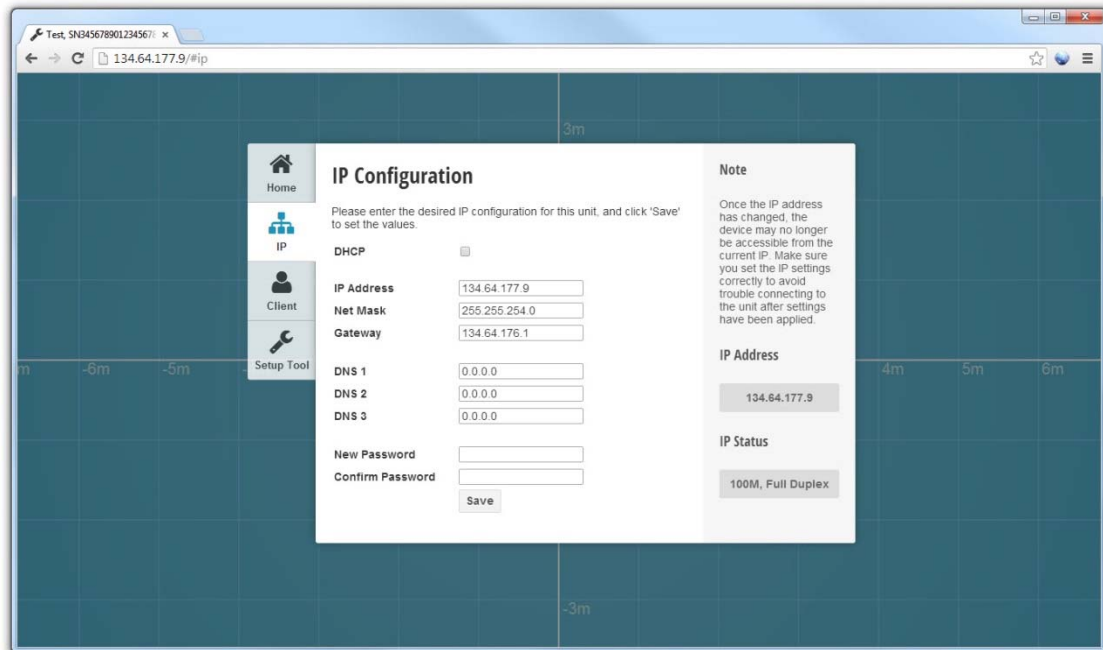 Test, SN345678901234567
134.64.177.9/#ip
3m
Home
IP
Client
Setup Tool
IP Configuration
Please enter the desired IP configuration for this unit, and click 'Save'
to set the values.
DHCP
IP Address 134.64.177.9
Net Mask 255.255.254.0
Gateway 134.64.176.1
DNS 1 0.0.0.0
DNS 2 0.0.0.0
DNS 3 0.0.0.0
New Password
Confirm Password
Save
Note
Once the IP address
has changed, the
device may no longer
be accessible from the
current IP. Make sure
you set the IP settings
correctly to avoid
trouble connecting to
the unit after settings
have been applied.
IP Address
134.64.177.9
IP Status
100M, Full Duplex
m -6m -5m - 4m 5m 6m
-3m